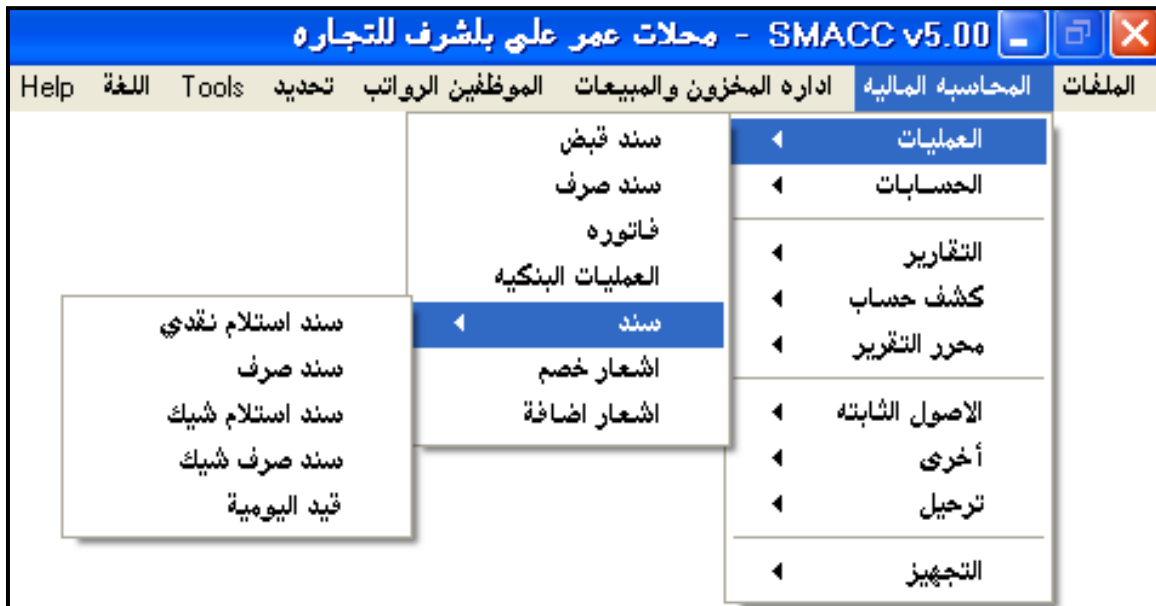 SMACC v5.00 - محلات عمر علي بلشرف للتجاره
الملفات المحاسبه الماليه اداره المخزون والمبيعات الموظفين الرواتب تحديد Tools اللغة Help
العمليات
الحسابات
التقارير
كشف حساب
محرر التقرير
الاصول الثابته
أخرى
ترحيل
التجهيز
سند قبض
سند صرف
فاتوره
العمليات البنكيه
سند
اشعار خصم
اشعار اضافة
سند استلام نقدي
سند صرف
سند استلام شيك
سند صرف شيك
قيد اليومية